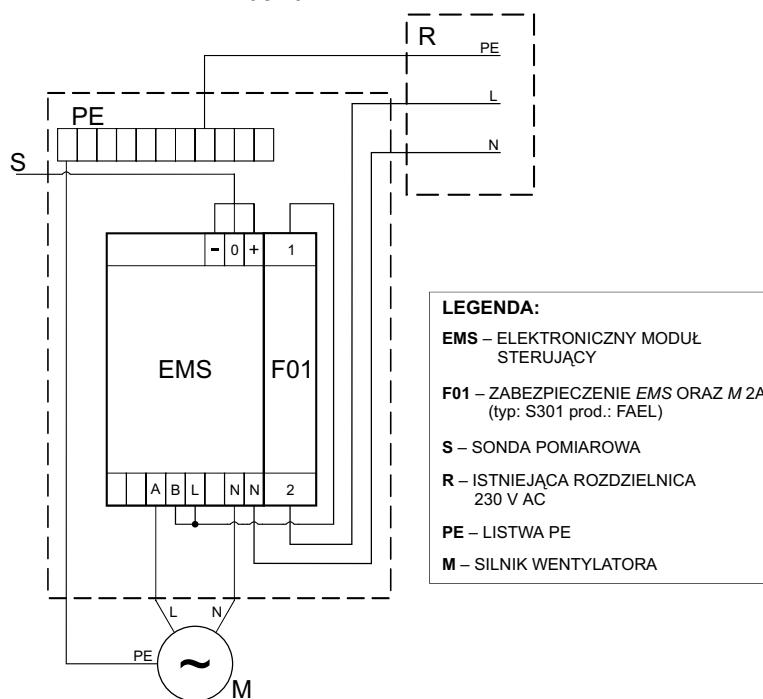 R
PE
L
N
PE
S
- 0 + 1
EMS F01
A B L N N 2
L N
PE
~
M
LEGENDA:
EMS – ELEKTRONICZNY MODUŁ
STERUJĄCY
F01 – ZABEZPIECZENIE EMS ORAZ M 2A
(typ: S301 prod.: FAEL)
S – SONDA POMIAROWA
R – ISTNIEJĄCA ROZDZIELNICA
230 V AC
PE – LISTWA PE
M – SILNIK WENTYLATORA